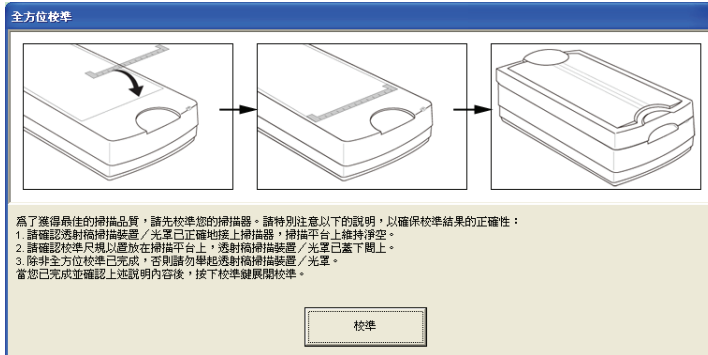 全方位校準
為了獲得最佳的掃描品質，請先校準您的掃描器。請特別注意以下的說明，以確保校準結果的正確性：
1. 請確認透射稿掃描裝置／光罩已正確地接上掃描器，掃描平台上維持淨空。
2. 請確認校準尺規以置放在掃描平台上，透射稿掃描裝置／光罩已蓋下闔上。
3. 除非全方位校準已完成，否則請勿舉起透射稿掃描裝置／光罩。
當您已完成並確認上述說明內容後，按下校準鍵展開校準。
校準